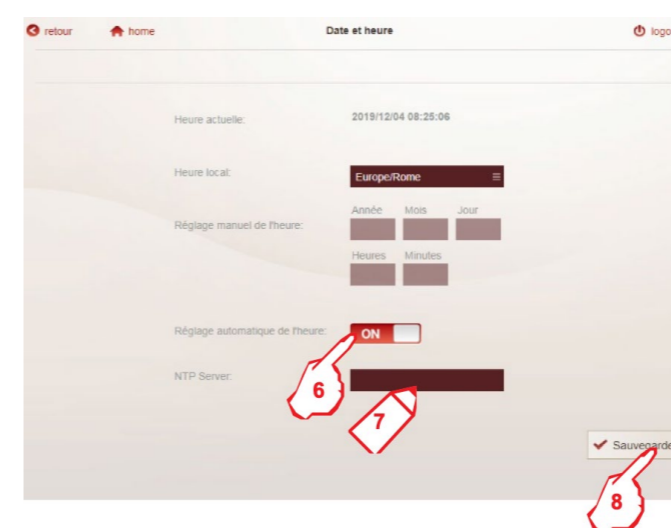 retour home Date et heure logo
Heure actuelle: 2019/12/04 08:25:06
Heure local: Europe/Rome
Année Mois Jour
Réglage manuel de l'heure:
Heures Minutes
Réglage automatique de l'heure: ON
NTP Server:
6
7
Sauvegarde
8